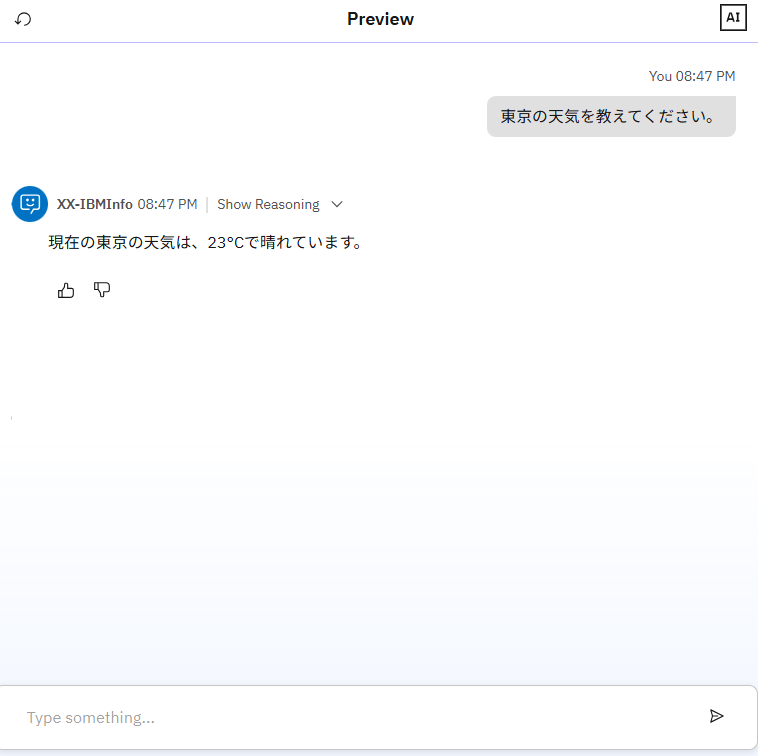 Preview
AI
You 08:47 PM
東京の天気を教えてください。
XX-IBMInfo 08:47 PM | Show Reasoning
現在の東京の天気は、23°Cで晴れています。
Type something...